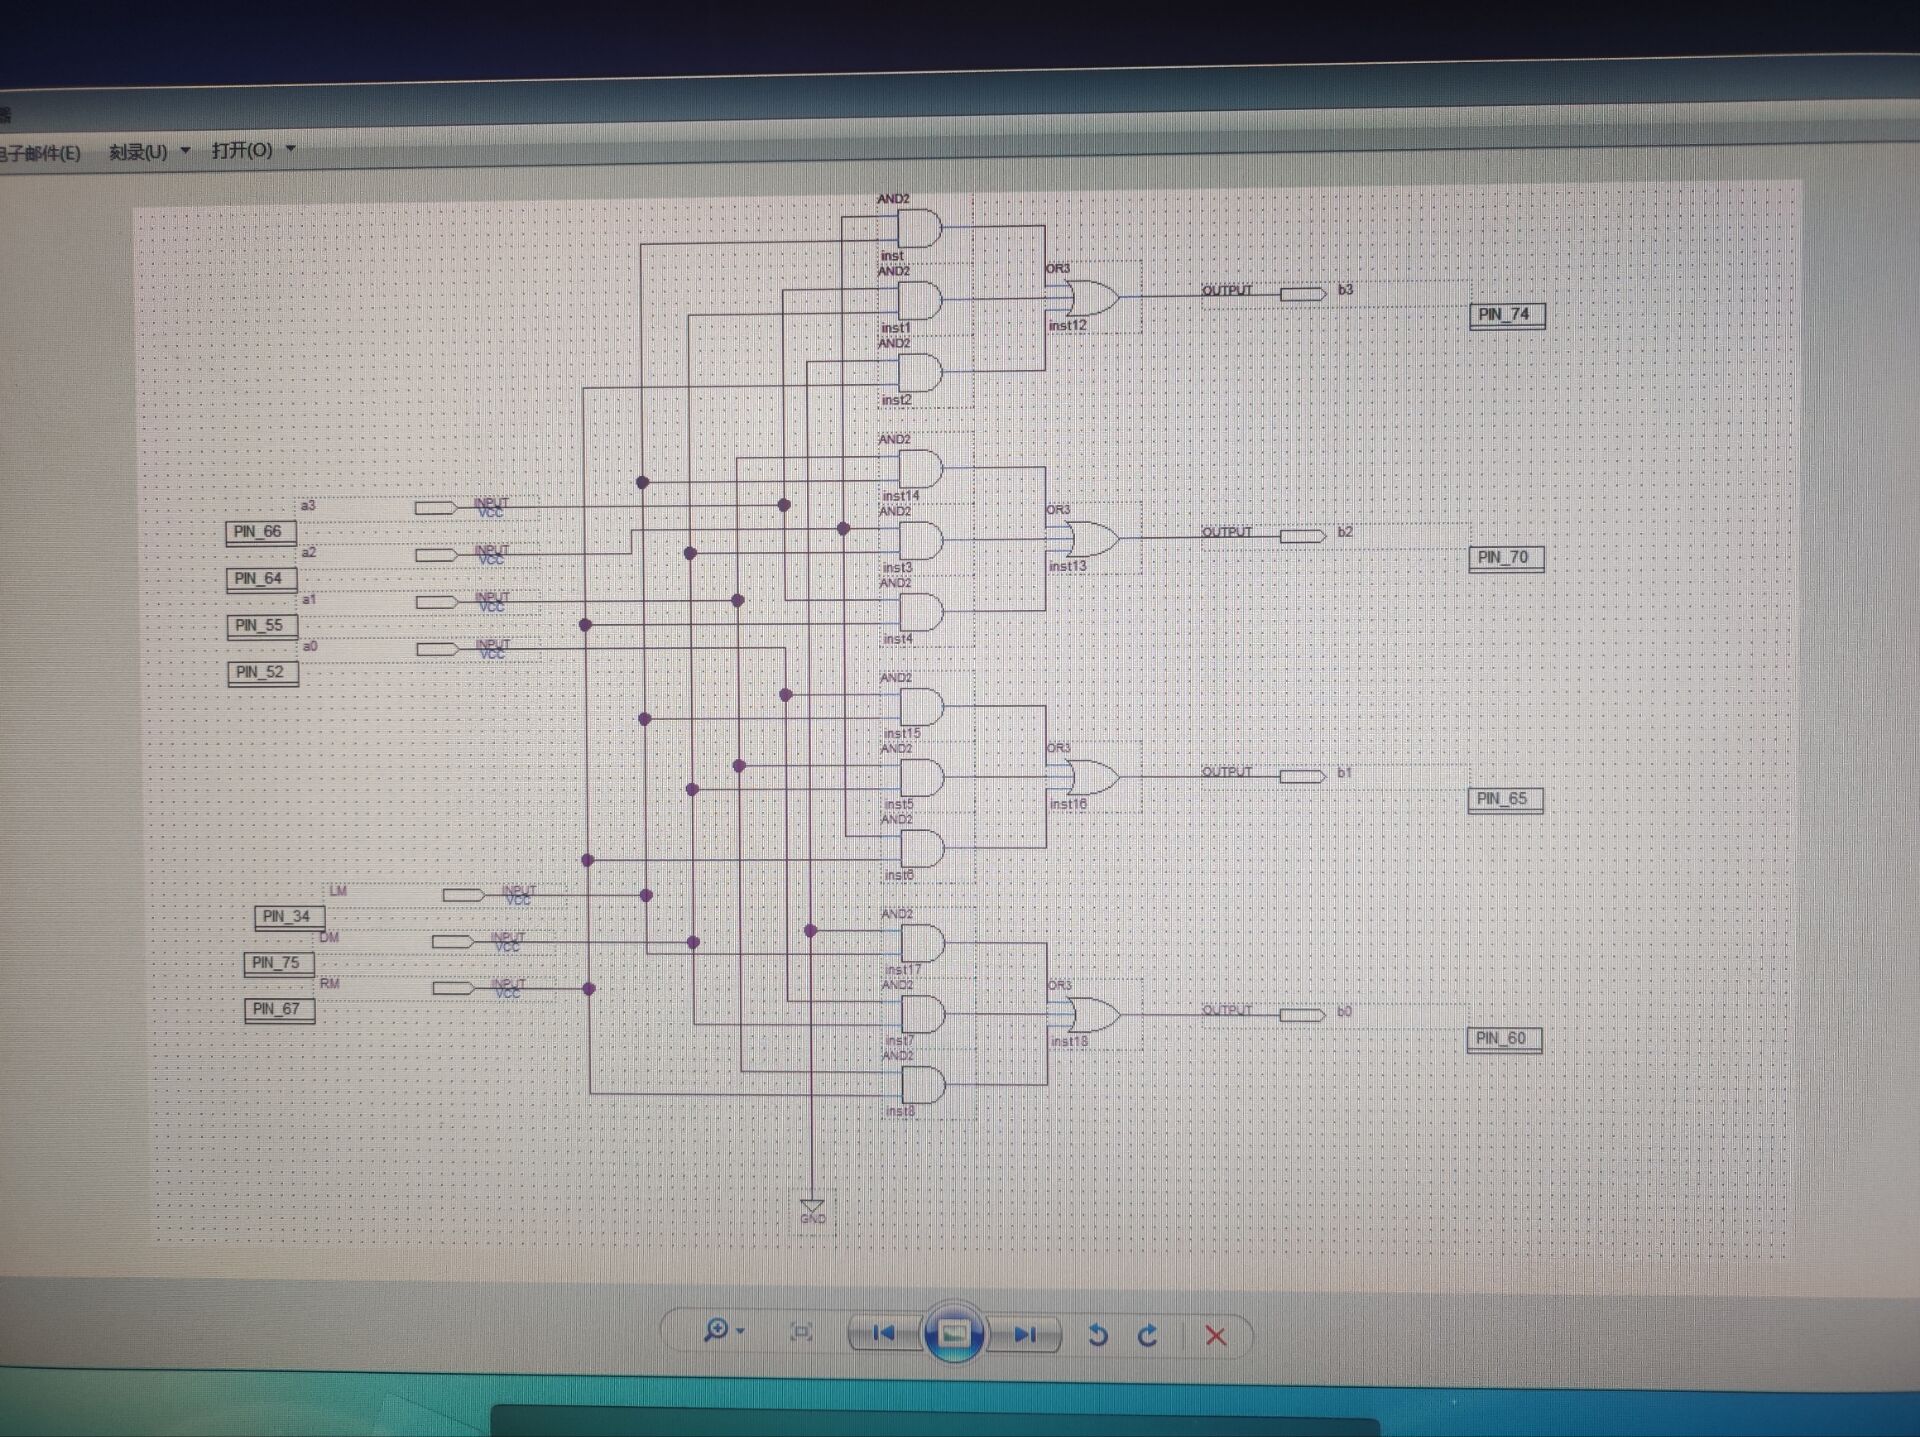 器
电子邮件(E) 刻录(U) 打开(O)
AND2
inst
AND2
inst1
AND2
inst2
OR3
inst12
OUTPUT b3
PIN_74
AND2
inst14
AND2
inst3
AND2
inst4
OR3
inst13
OUTPUT b2
PIN_70
a3 INPUT
VCC
PIN_66
a2 INPUT
VCC
PIN_64
a1 INPUT
VCC
PIN_55
a0 INPUT
VCC
PIN_52
AND2
inst15
AND2
inst5
AND2
inst6
OR3
inst16
OUTPUT b1
PIN_65
LM INPUT
VCC
PIN_34
DM INPUT
VCC
PIN_75
RM INPUT
VCC
PIN_67
AND2
inst17
AND2
inst7
AND2
inst8
OR3
inst18
OUTPUT b0
PIN_60
GND